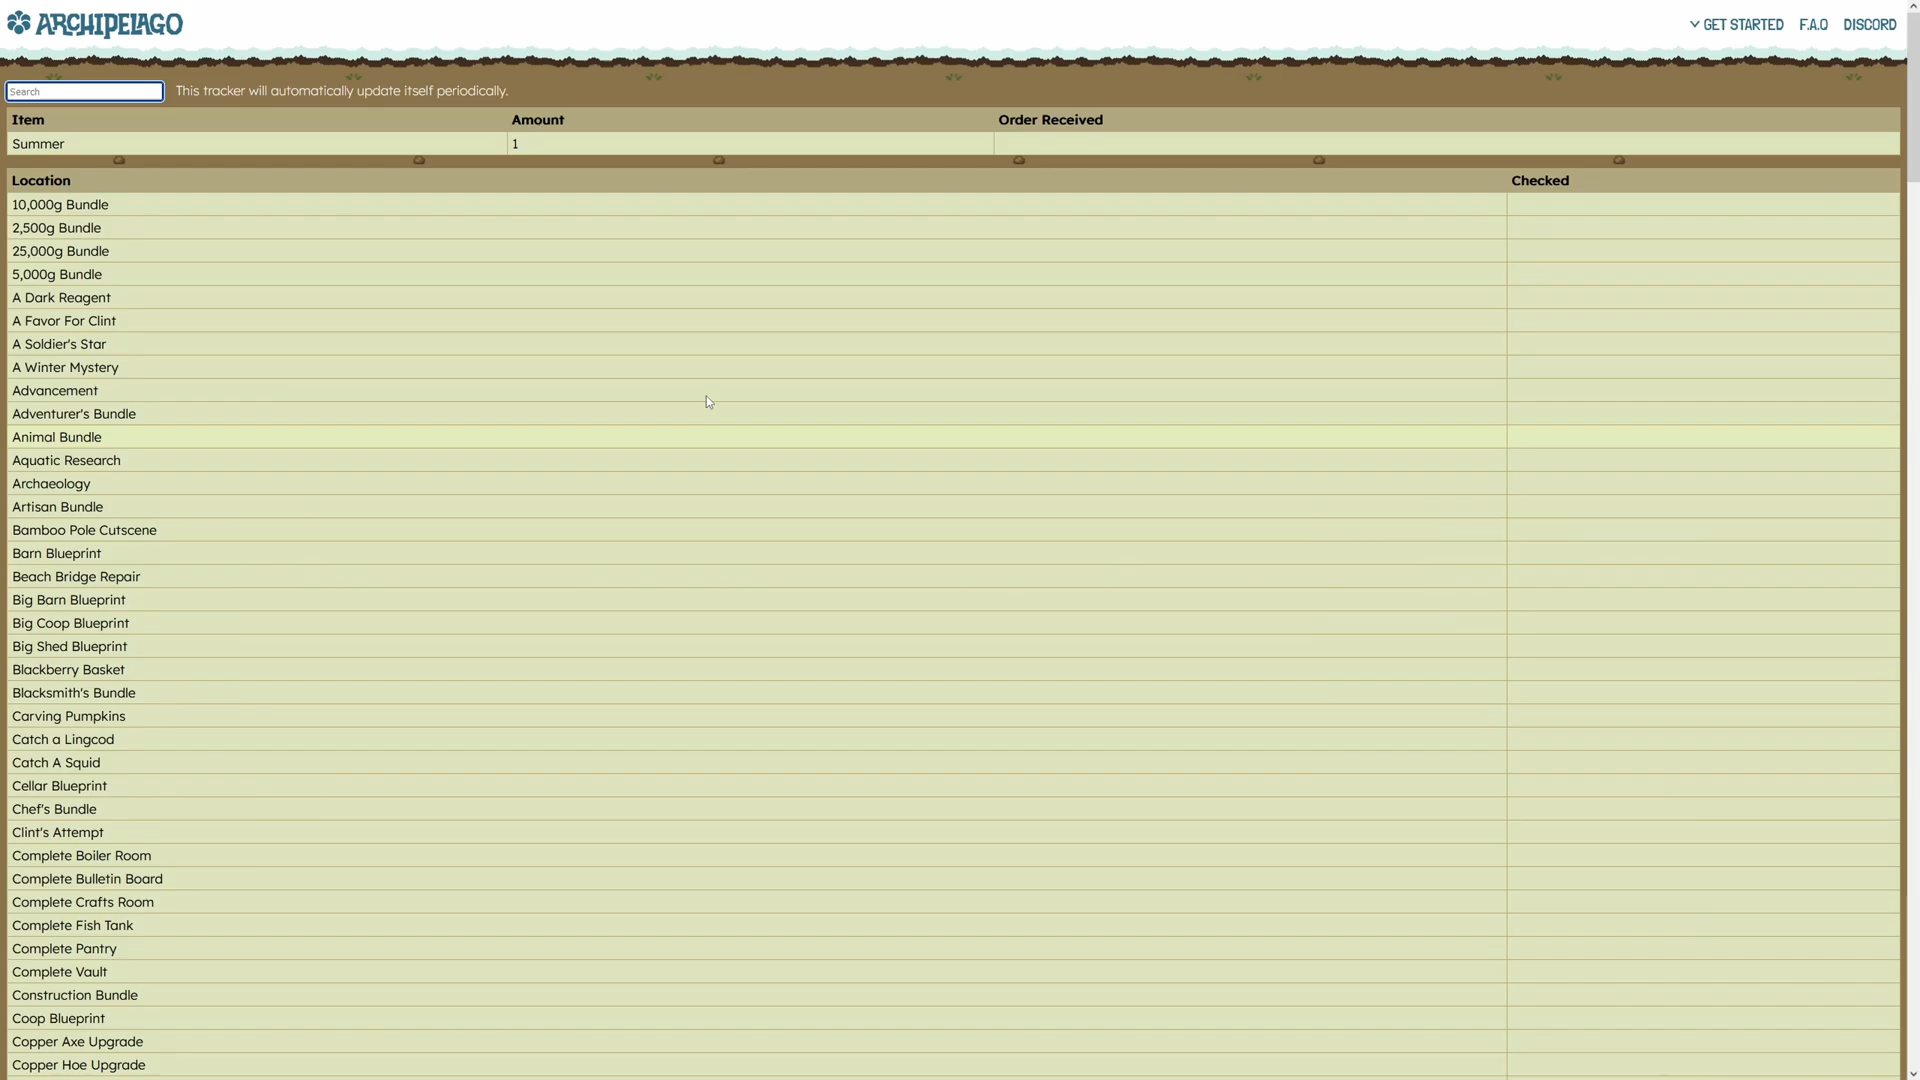 ARCHIPELAGO
GET STARTED F.A.Q DISCORD
Search This tracker will automatically update itself periodically.
Item Amount Order Received
Summer 1
Location Checked
10,000g Bundle
2,500g Bundle
25,000g Bundle
5,000g Bundle
A Dark Reagent
A Favor For Clint
A Soldier's Star
A Winter Mystery
Advancement
Adventurer's Bundle
Animal Bundle
Aquatic Research
Archaeology
Artisan Bundle
Bamboo Pole Cutscene
Barn Blueprint
Beach Bridge Repair
Big Barn Blueprint
Big Coop Blueprint
Big Shed Blueprint
Blackberry Basket
Blacksmith's Bundle
Carving Pumpkins
Catch a Lingcod
Catch A Squid
Cellar Blueprint
Chef's Bundle
Clint's Attempt
Complete Boiler Room
Complete Bulletin Board
Complete Crafts Room
Complete Fish Tank
Complete Pantry
Complete Vault
Construction Bundle
Coop Blueprint
Copper Axe Upgrade
Copper Hoe Upgrade